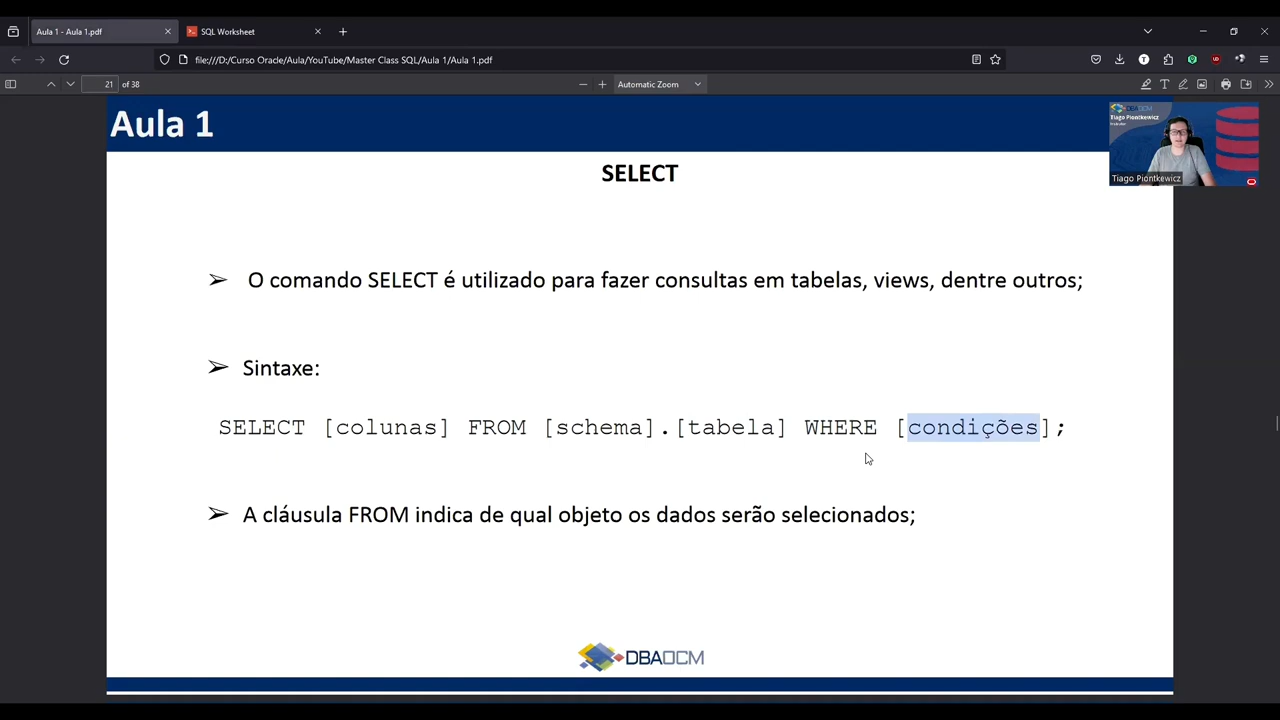 Aula 1 - Aula 1.pdf
SQL Worksheet
file:///D:/Curso Oracle/Aula/YouTube/Master Class SQL/Aula 1/Aula 1.pdf
21 of 38
Automatic Zoom
Aula 1
DBAOCM
Tiago Piontkewicz
Tiago Piontkewicz
SELECT
➢ O comando SELECT é utilizado para fazer consultas em tabelas, views, dentre outros;
➢ Sintaxe:
SELECT [colunas] FROM [schema].[tabela] WHERE [condições];
➢ A cláusula FROM indica de qual objeto os dados serão selecionados;
DBAOCM